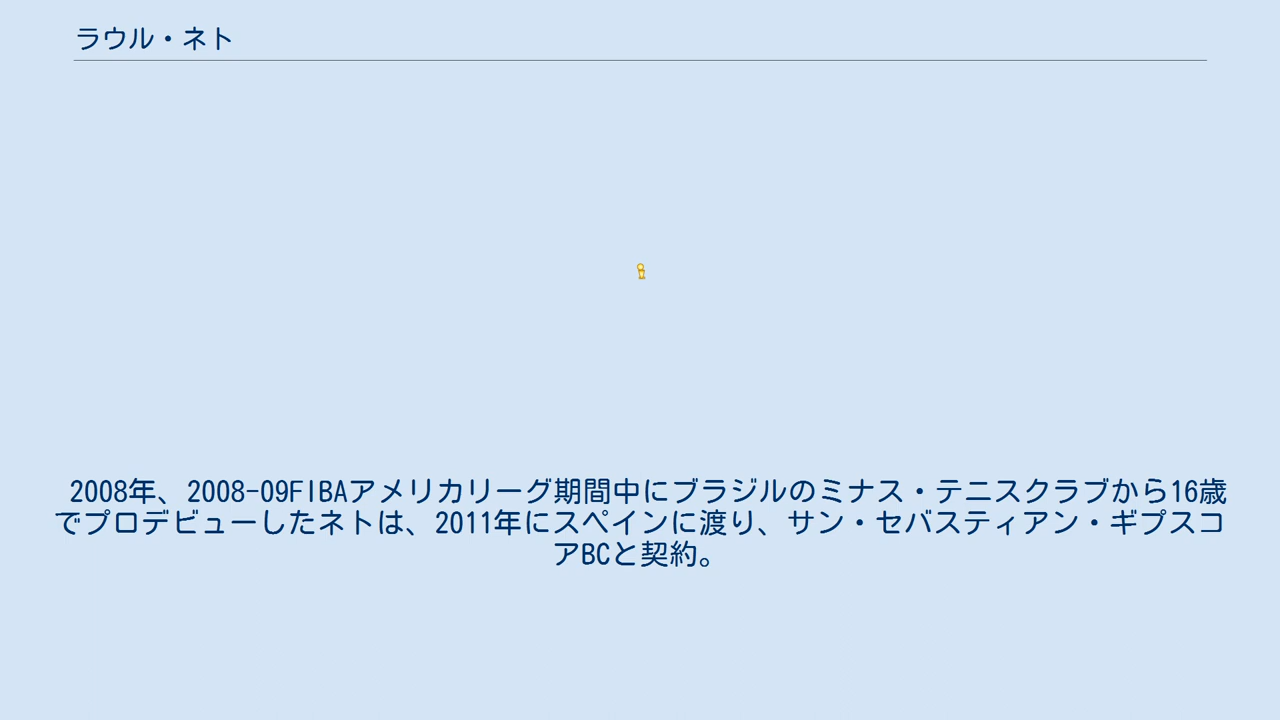 ラウル・ネト
2008年、2008-09FIBAアメリカリーグ期間中にブラジルのミナス・テニスクラブから16歳
でプロデビューしたネトは、2011年にスペインに渡り、サン・セバスティアン・ギプスコ
アBCと契約。